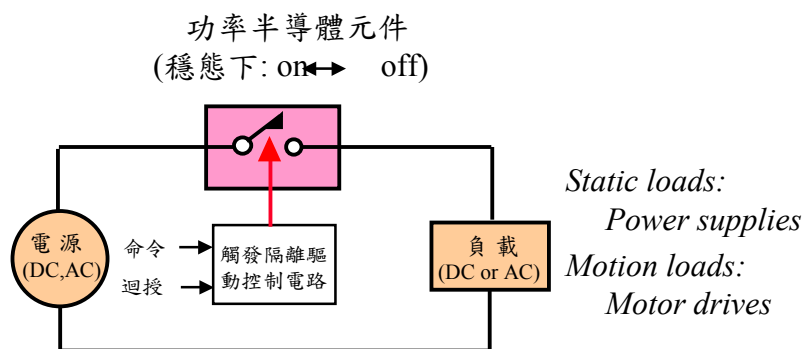 功率半導體元件
(穩態下: on↔ off)
電源
(DC,AC)
命令
迴授
觸發隔離驅
動控制電路
負載
(DC or AC)
Static loads:
Power supplies
Motion loads:
Motor drives